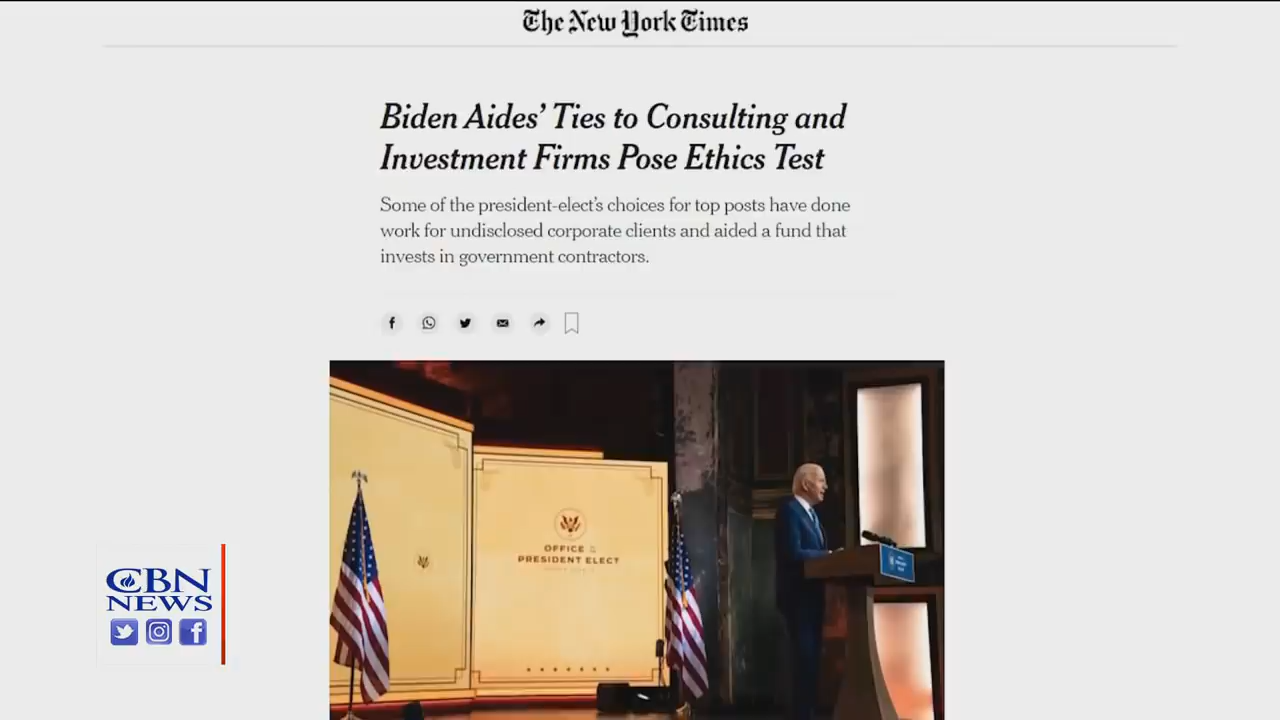 The New York Times
Biden Aides' Ties to Consulting and
Investment Firms Pose Ethics Test
Some of the president-elect's choices for top posts have done
work for undisclosed corporate clients and aided a fund that
invests in government contractors.
OFFICE
PRESIDENT ELECT
CBN
NEWS